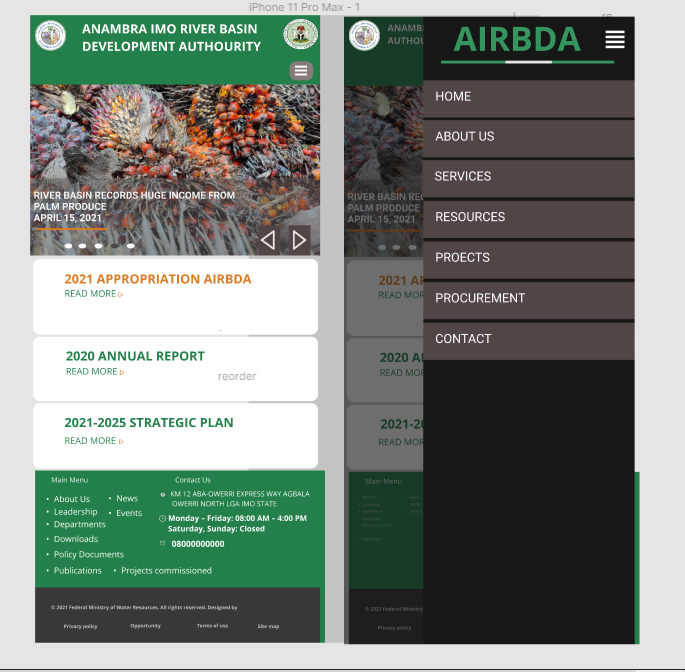 iPhone 11 Pro Max - 1
ANAMBRA IMO RIVER BASIN
DEVELOPMENT AUTHOURITY
RIVER BASIN RECORDS HUGE INCOME FROM
PALM PRODUCE
APRIL 15, 2021
2021 APPROPRIATION AIRBDA
READ MORE
2020 ANNUAL REPORT
READ MORE
reorder
2021-2025 STRATEGIC PLAN
READ MORE
Main Menu
Contact Us
• About Us
• News
• Leadership
• Events
• Departments
• Downloads
• Policy Documents
• Publications
• Projects commissioned
KM 12 ABA-OWERRI EXPRESS WAY AGBALA
OWERRI NORTH LGA IMO STATE
Monday – Friday: 08:00 AM – 4:00 PM
Saturday, Sunday: Closed
08000000000
© 2021 Federal Ministry of Water Resources. All rights reserved. Designed by
Privacy policy
Opportunity
Terms of use
Site map
re
ANAMB
AUTHOU
RIVER BASIN REC
PALM PRODUCE
APRIL 15, 2021
2021 A
READ MOR
2020 A
READ MOR
2021-2
READ MOR
Main Menu
© 2021 Federal Ministry
Privacy policy
AIRBDA
HOME
ABOUT US
SERVICES
RESOURCES
PROECTS
PROCUREMENT
CONTACT